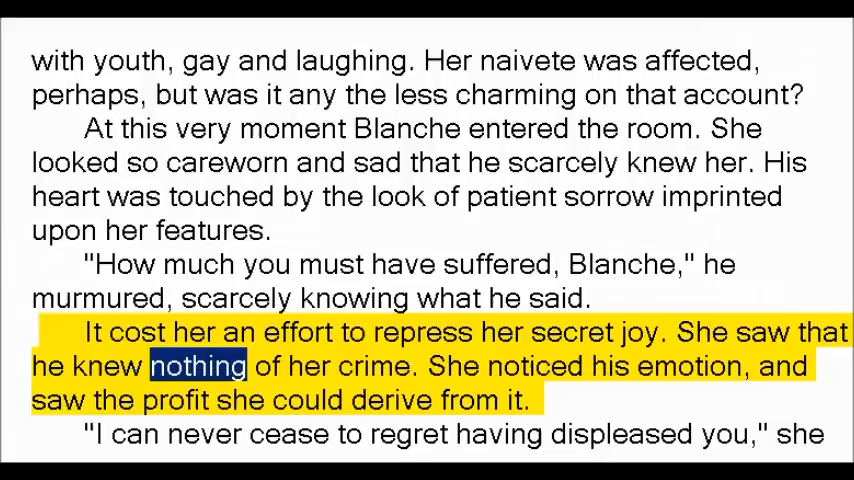 with youth, gay and laughing. Her naivete was affected,
perhaps, but was it any the less charming on that account?
At this very moment Blanche entered the room. She
looked so careworn and sad that he scarcely knew her. His
heart was touched by the look of patient sorrow imprinted
upon her features.
"How much you must have suffered, Blanche," he
murmured, scarcely knowing what he said.
It cost her an effort to repress her secret joy. She saw that
he knew nothing of her crime. She noticed his emotion, and
saw the profit she could derive from it.
"I can never cease to regret having displeased you," she